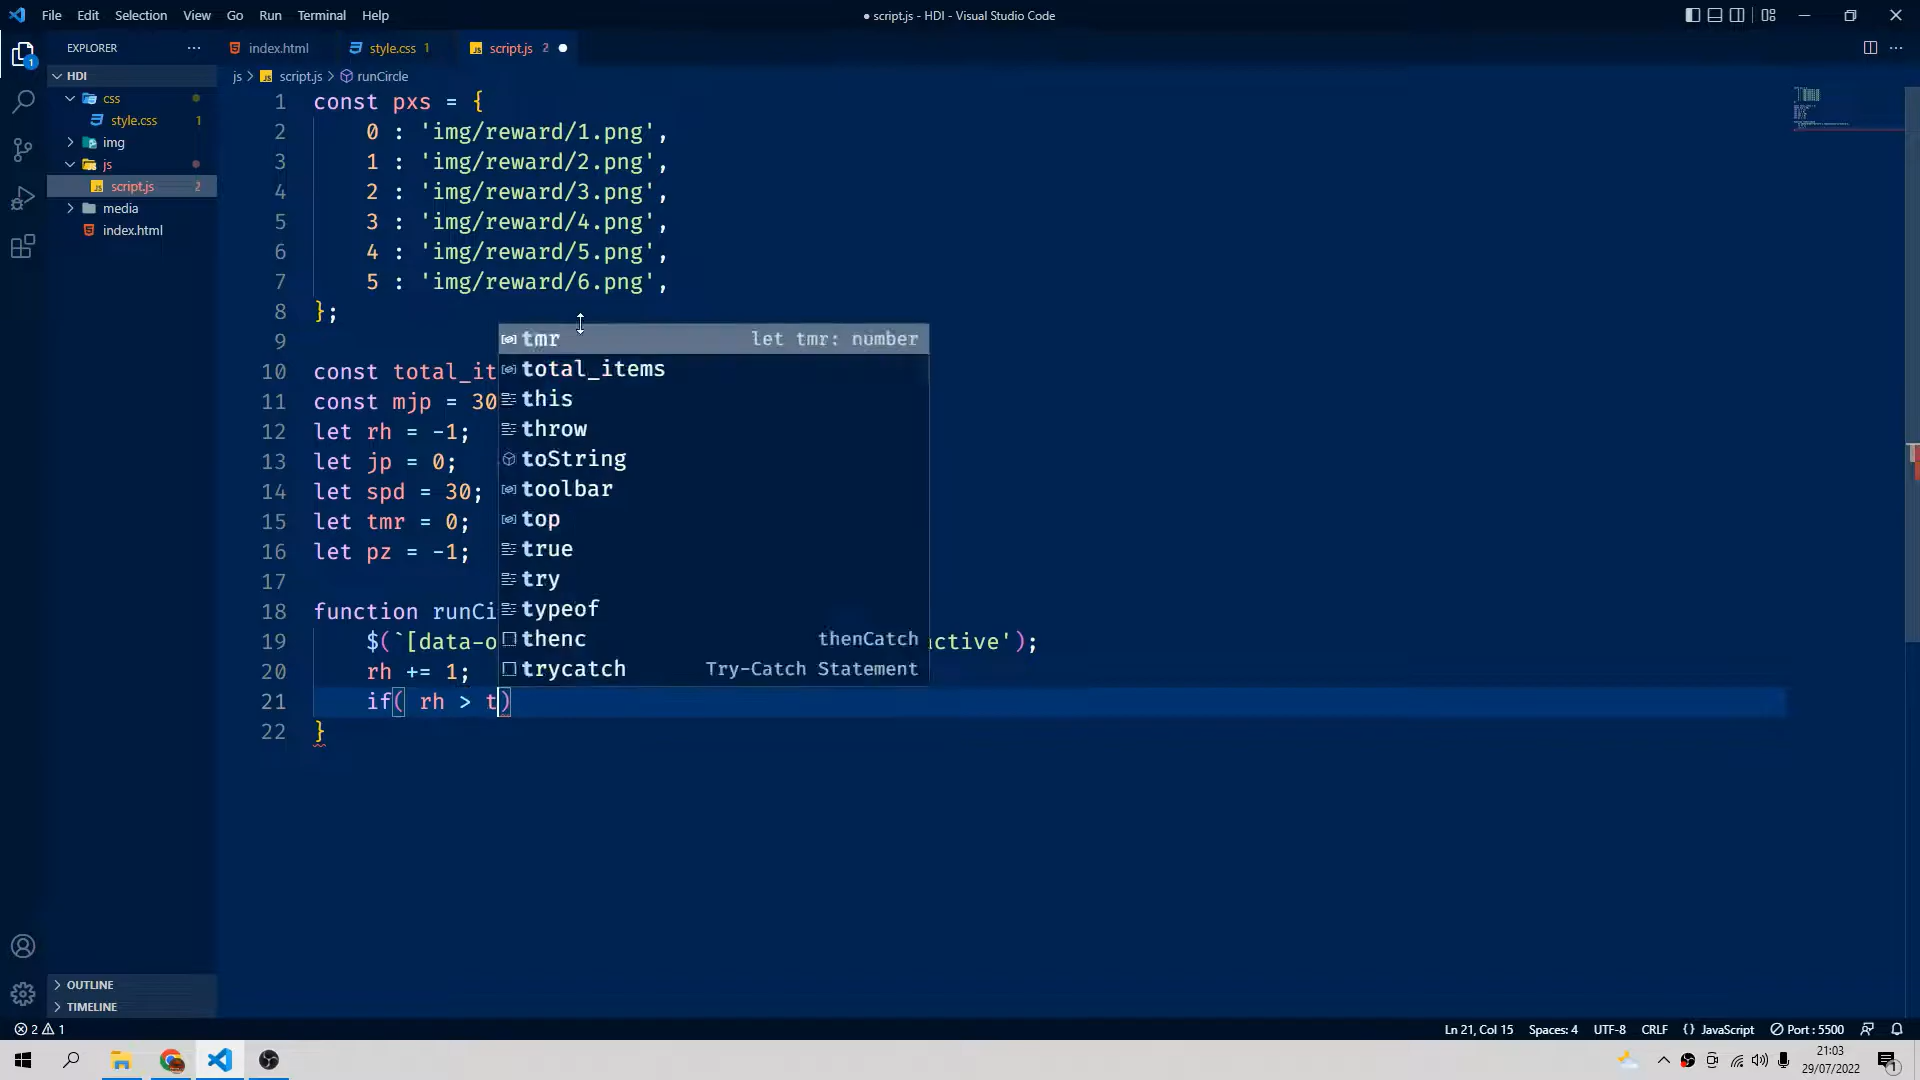 File Edit Selection View Go Run Terminal Help
● script.js - HDI - Visual Studio Code
EXPLORER
index.html
style.css 1
script.js 2
HDI
css
style.css 1
img
js
script.js 2
media
index.html
js > script.js > runCircle
1 const pxs = {
2 0 : 'img/reward/1.png',
3 1 : 'img/reward/2.png',
4 2 : 'img/reward/3.png',
5 3 : 'img/reward/4.png',
6 4 : 'img/reward/5.png',
7 5 : 'img/reward/6.png',
8 };
9
10 const total_it
11 const mjp = 30
12 let rh = -1;
13 let jp = 0;
14 let spd = 30;
15 let tmr = 0;
16 let pz = -1;
17
18 function runCi
19 $(`[data-o active');
20 rh += 1;
21 if( rh > t)
22 }
tmr let tmr: number
total_items
this
throw
toString
toolbar
top
true
try
typeof
thenc thenCatch
trycatch Try-Catch Statement
OUTLINE
TIMELINE
2 1
Ln 21, Col 15 Spaces: 4 UTF-8 CRLF {} JavaScript Port : 5500
21:03
29/07/2022
1